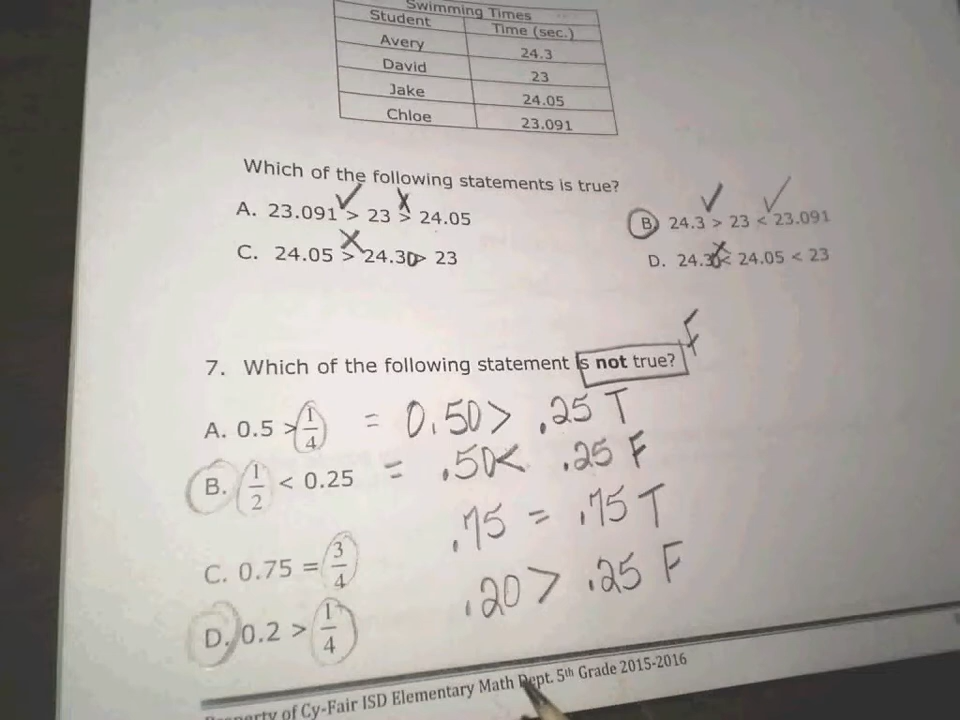 Swimming Times
Student Time (sec.)
Avery 24.3
David 23
Jake 24.05
Chloe 23.091
Which of the following statements is true?
A. 23.091 > 23 > 24.05
B. 24.3 > 23 < 23.091
C. 24.05 > 24.30 > 23
D. 24.30 < 24.05 < 23
F
7. Which of the following statement is not true?
A. 0.5 > 1/4 = 0.50 > .25 T
B. 1/2 < 0.25 = .50 < .25 F
C. 0.75 = 3/4 .75 = .75 T
D. 0.2 > 1/4 .20 > .25 F
of Cy-Fair ISD Elementary Math Dept. 5th Grade 2015-2016